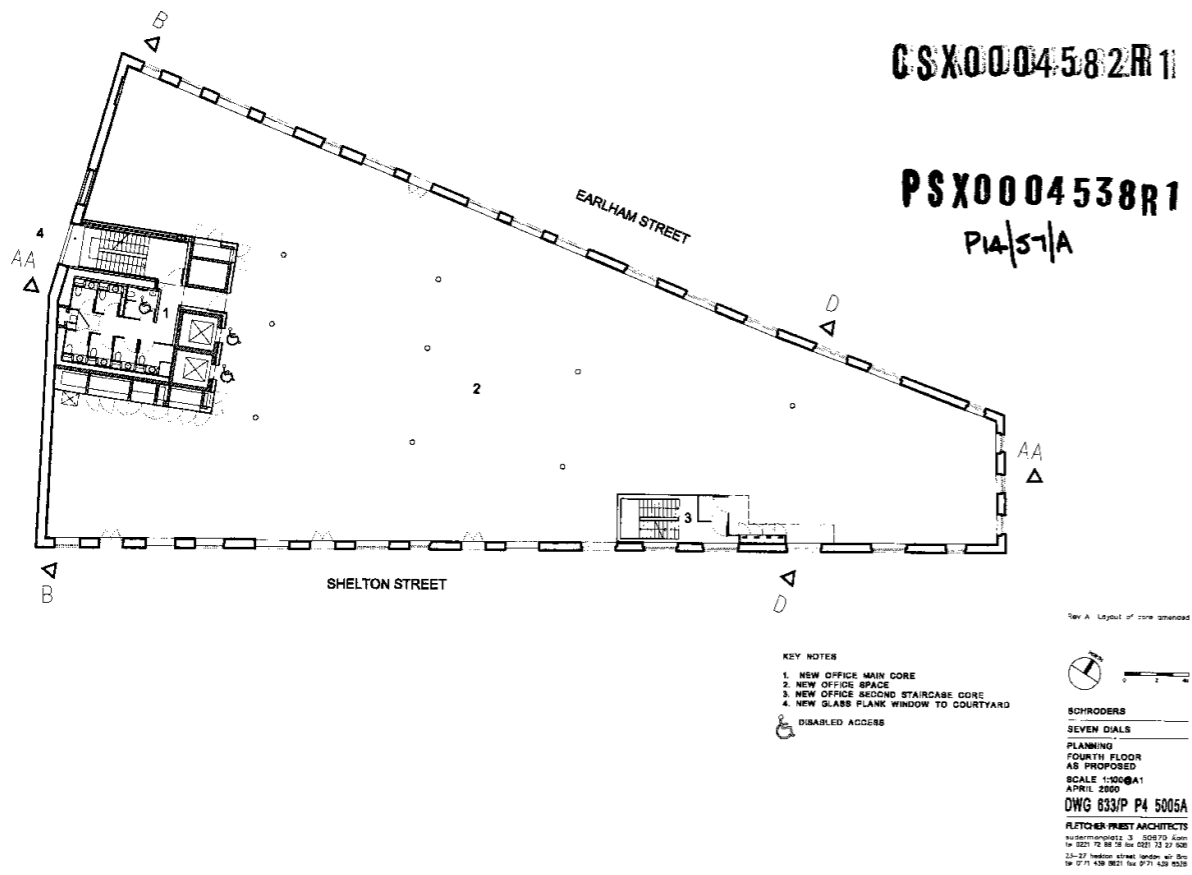 B
CSX0004582R1
PSX0004538R1
P14/57/A
EARLHAM STREET
4
AA
D
1
2
AA
3
SHELTON STREET
B
D
Rev A Layout of core amended
KEY NOTES
1. NEW OFFICE MAIN CORE
2. NEW OFFICE SPACE
3. NEW OFFICE SECOND STAIRCASE CORE
4. NEW GLASS PLANK WINDOW TO COURTYARD
DISABLED ACCESS
NORTH
0 2
SCHRODERS
SEVEN DIALS
PLANNING
FOURTH FLOOR
AS PROPOSED
SCALE 1:100@A1
APRIL 2000
DWG 633/P P4 5005A
FLETCHER PRIEST ARCHITECTS